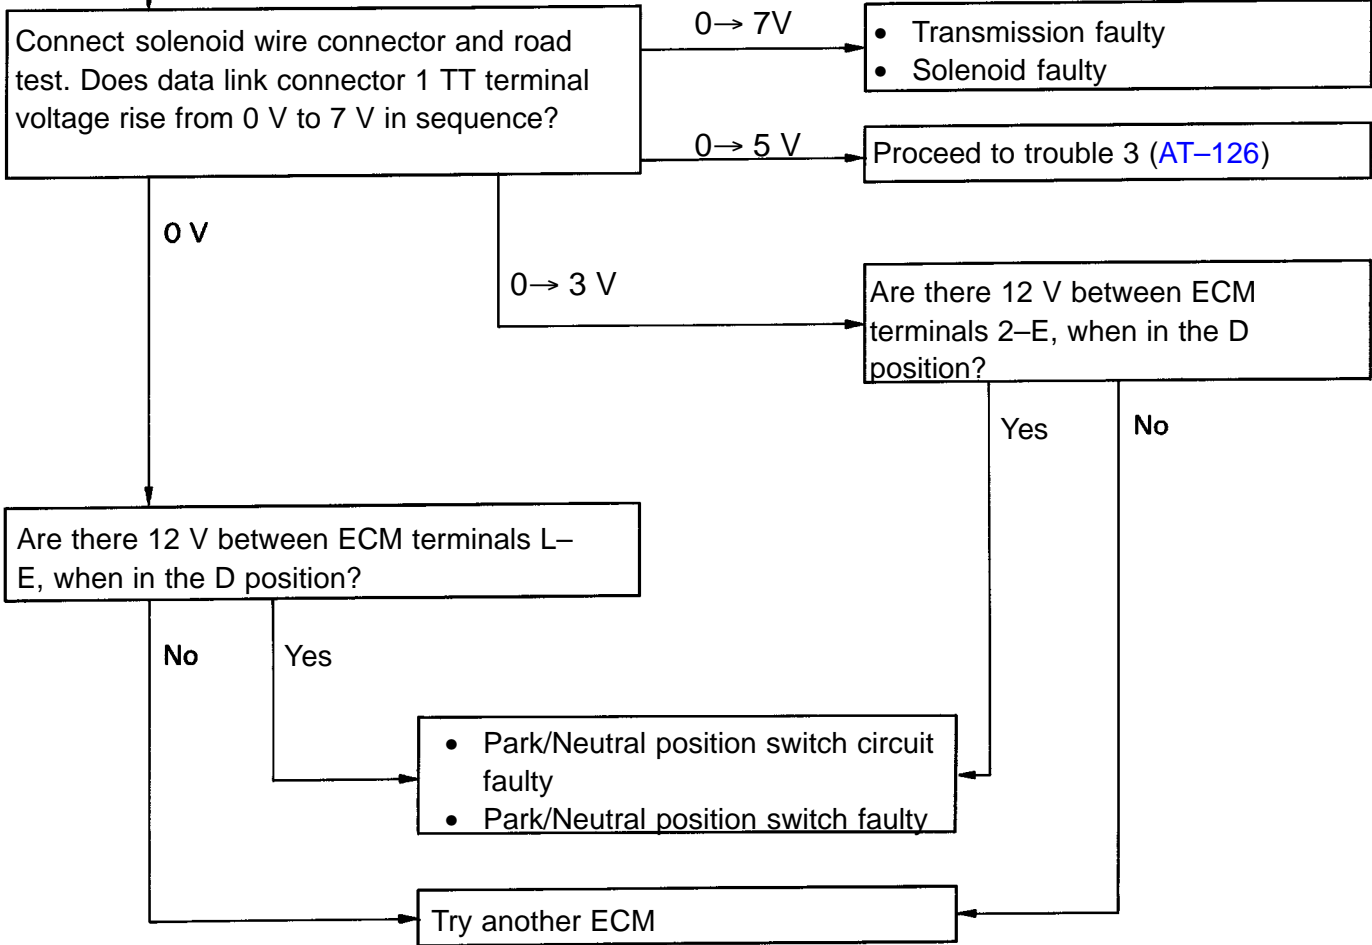 Connect solenoid wire connector and road
test. Does data link connector 1 TT terminal
voltage rise from 0 V to 7 V in sequence?
0→ 7V
• Transmission faulty
• Solenoid faulty
0→ 5 V
Proceed to trouble 3 (AT–126)
0 V
0→ 3 V
Are there 12 V between ECM
terminals 2–E, when in the D
position?
Yes
No
Are there 12 V between ECM terminals L–
E, when in the D position?
No
Yes
• Park/Neutral position switch circuit
faulty
• Park/Neutral position switch faulty
Try another ECM